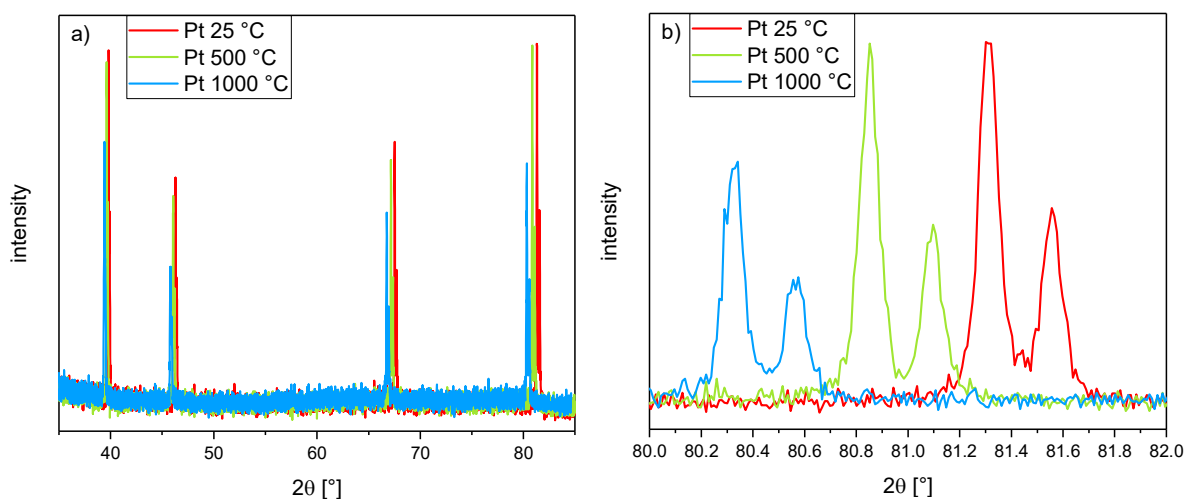 a)
Pt 25 °C
Pt 500 °C
Pt 1000 °C
intensity
40 50 60 70 80
2θ [°]
b)
Pt 25 °C
Pt 500 °C
Pt 1000 °C
intensity
80.0 80.2 80.4 80.6 80.8 81.0 81.2 81.4 81.6 81.8 82.0
2θ [°]